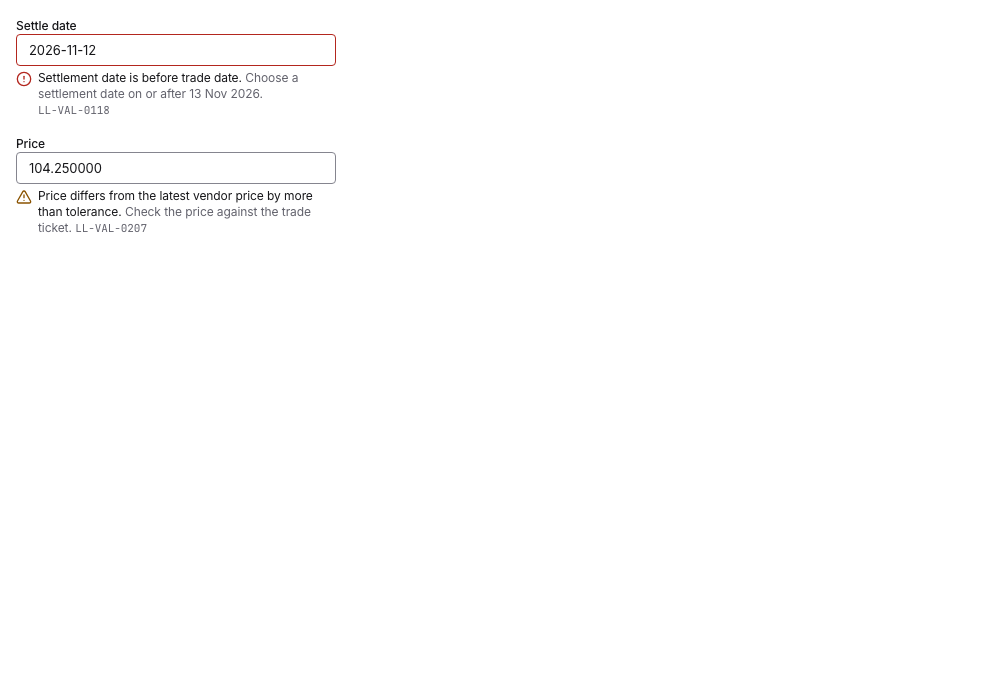 Settle date
2026-11-12
Settlement date is before trade date. Choose a
settlement date on or after 13 Nov 2026.
LL-VAL-0118
Price
104.250000
Price differs from the latest vendor price by more
than tolerance. Check the price against the trade
ticket. LL-VAL-0207